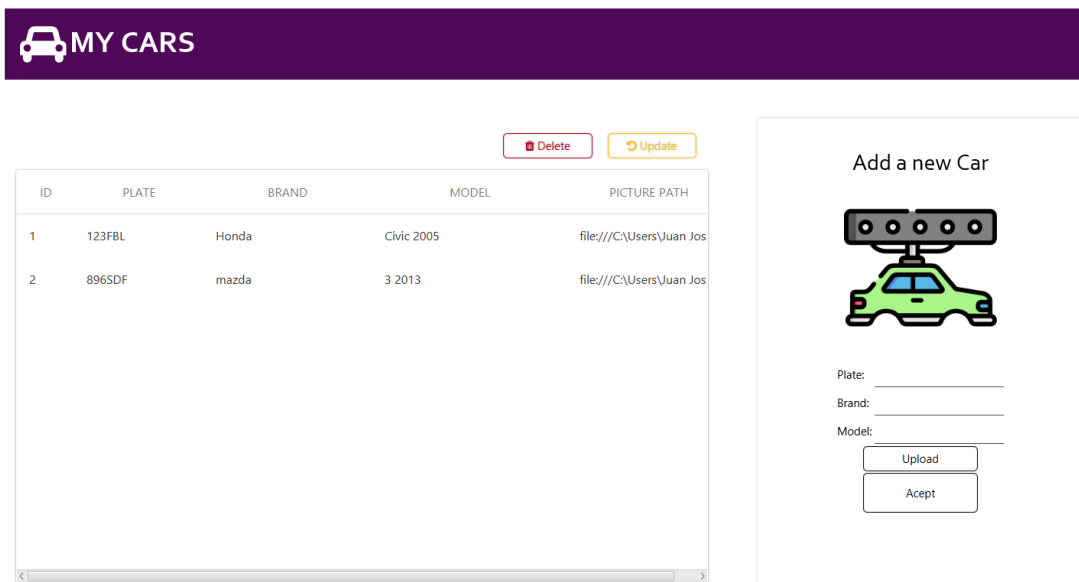 MY CARS
Delete
Update
ID PLATE BRAND MODEL PICTURE PATH
1 123FBL Honda Civic 2005 file:///C:\Users\Juan Jos
2 896SDF mazda 3 2013 file:///C:\Users\Juan Jos
Add a new Car
Plate:
Brand:
Model:
Upload
Acept